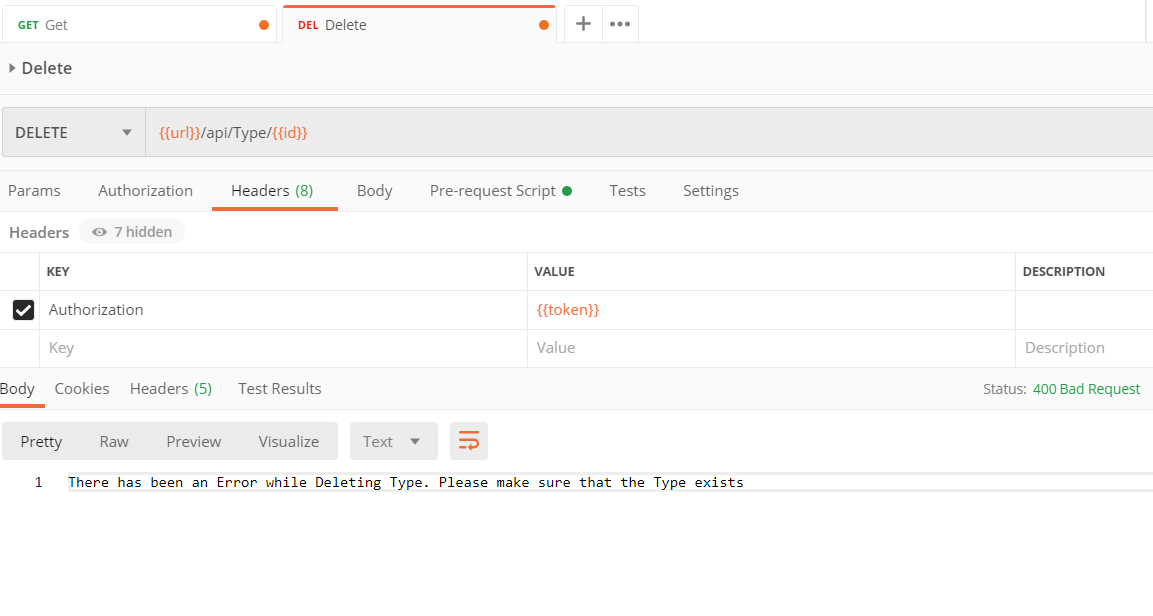 GET Get
DEL Delete
Delete
DELETE {{url}}/api/Type/{{id}}
Params Authorization Headers (8) Body Pre-request Script Tests Settings
Headers 7 hidden
KEY VALUE DESCRIPTION
Authorization {{token}}
Key Value Description
Body Cookies Headers (5) Test Results Status: 400 Bad Request
Pretty Raw Preview Visualize Text
1 There has been an Error while Deleting Type. Please make sure that the Type exists